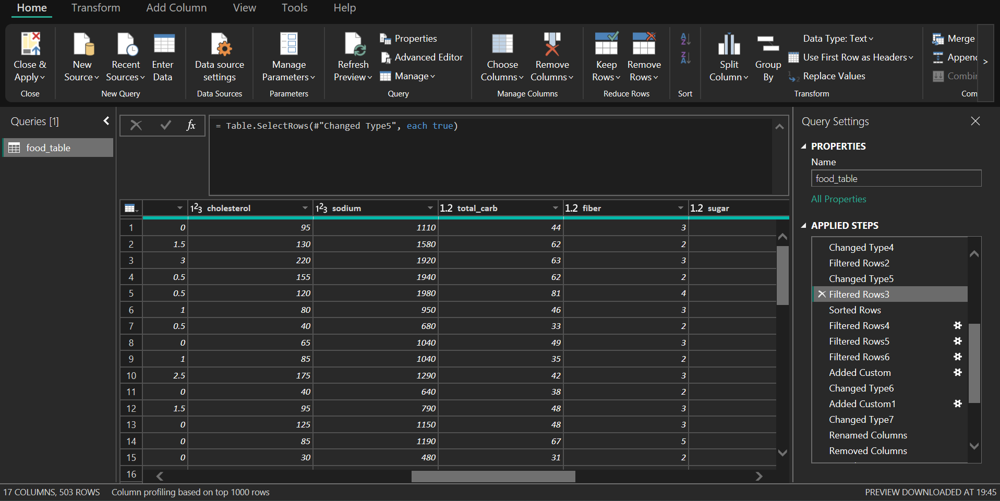 Home Transform Add Column View Tools Help
Close & Apply
New Source
Recent Sources
Enter Data
Data source settings
Manage Parameters
Refresh Preview
Properties
Advanced Editor
Manage
Choose Columns
Remove Columns
Keep Rows
Remove Rows
A Z
Z A
Split Column
Group By
Data Type: Text
Use First Row as Headers
1 2 Replace Values
Merge
Appen
Combi
Close
New Query
Data Sources
Parameters
Query
Manage Columns
Reduce Rows
Sort
Transform
Com
Queries [1]
food_table
fx
= Table.SelectRows(#"Changed Type5", each true)
123 cholesterol 123 sodium 1.2 total_carb 1.2 fiber 1.2 sugar
1 0 95 1110 44 3
2 1.5 130 1580 62 2
3 3 220 1920 63 3
4 0.5 155 1940 62 2
5 0.5 120 1980 81 4
6 1 80 950 46 3
7 0.5 40 680 33 2
8 0 65 1040 49 3
9 1 85 1040 35 2
10 2.5 175 1290 42 3
11 0 40 640 38 2
12 1.5 95 790 48 3
13 0 125 1150 48 3
14 0 85 1190 67 5
15 0 30 480 31 2
16
Query Settings
PROPERTIES
Name
food_table
All Properties
APPLIED STEPS
Changed Type4
Filtered Rows2
Changed Type5
Filtered Rows3
Sorted Rows
Filtered Rows4
Filtered Rows5
Filtered Rows6
Added Custom
Changed Type6
Added Custom1
Changed Type7
Renamed Columns
Removed Columns
17 COLUMNS, 503 ROWS Column profiling based on top 1000 rows
PREVIEW DOWNLOADED AT 19:45